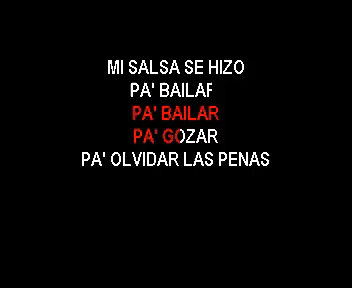 MI SALSA SE HIZO
PA' BAILAR
PA' BAILAR
PA' GOZAR
PA' OLVIDAR LAS PENAS